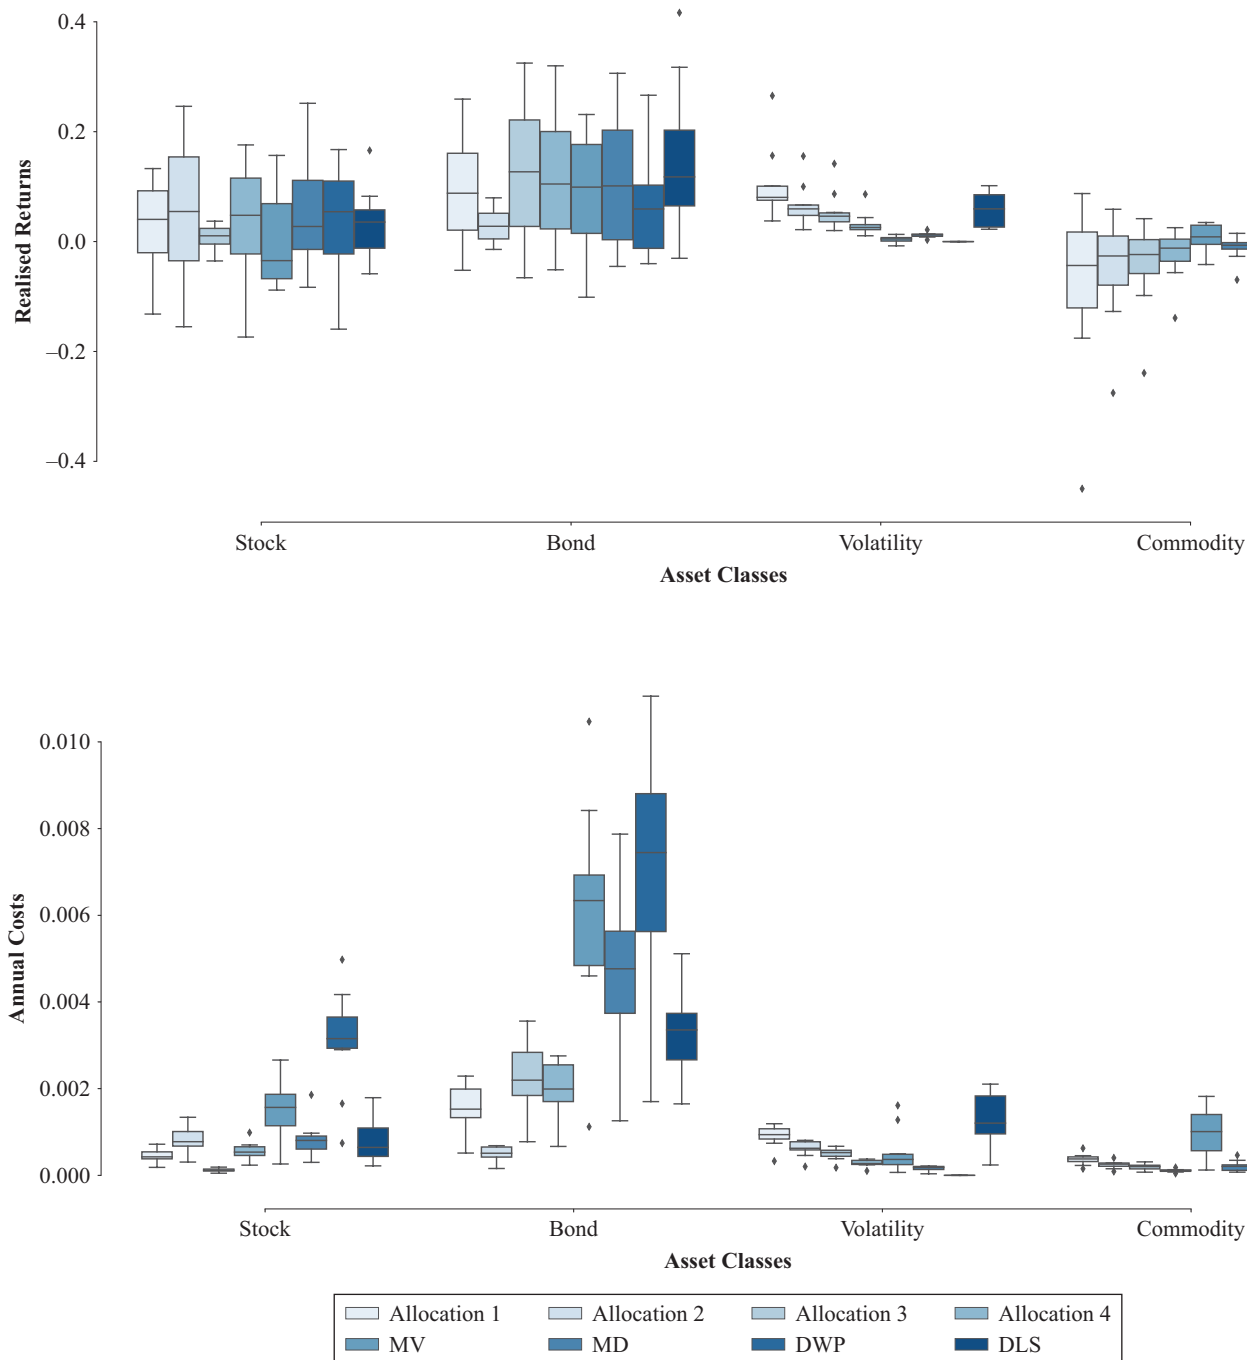 0.4
0.2
0.0
–0.2
–0.4
Realised Returns
Stock Bond Volatility Commodity
Asset Classes
0.010
0.008
0.006
0.004
0.002
0.000
Annual Costs
Stock Bond Volatility Commodity
Asset Classes
Allocation 1 Allocation 2 Allocation 3 Allocation 4
MV MD DWP DLS